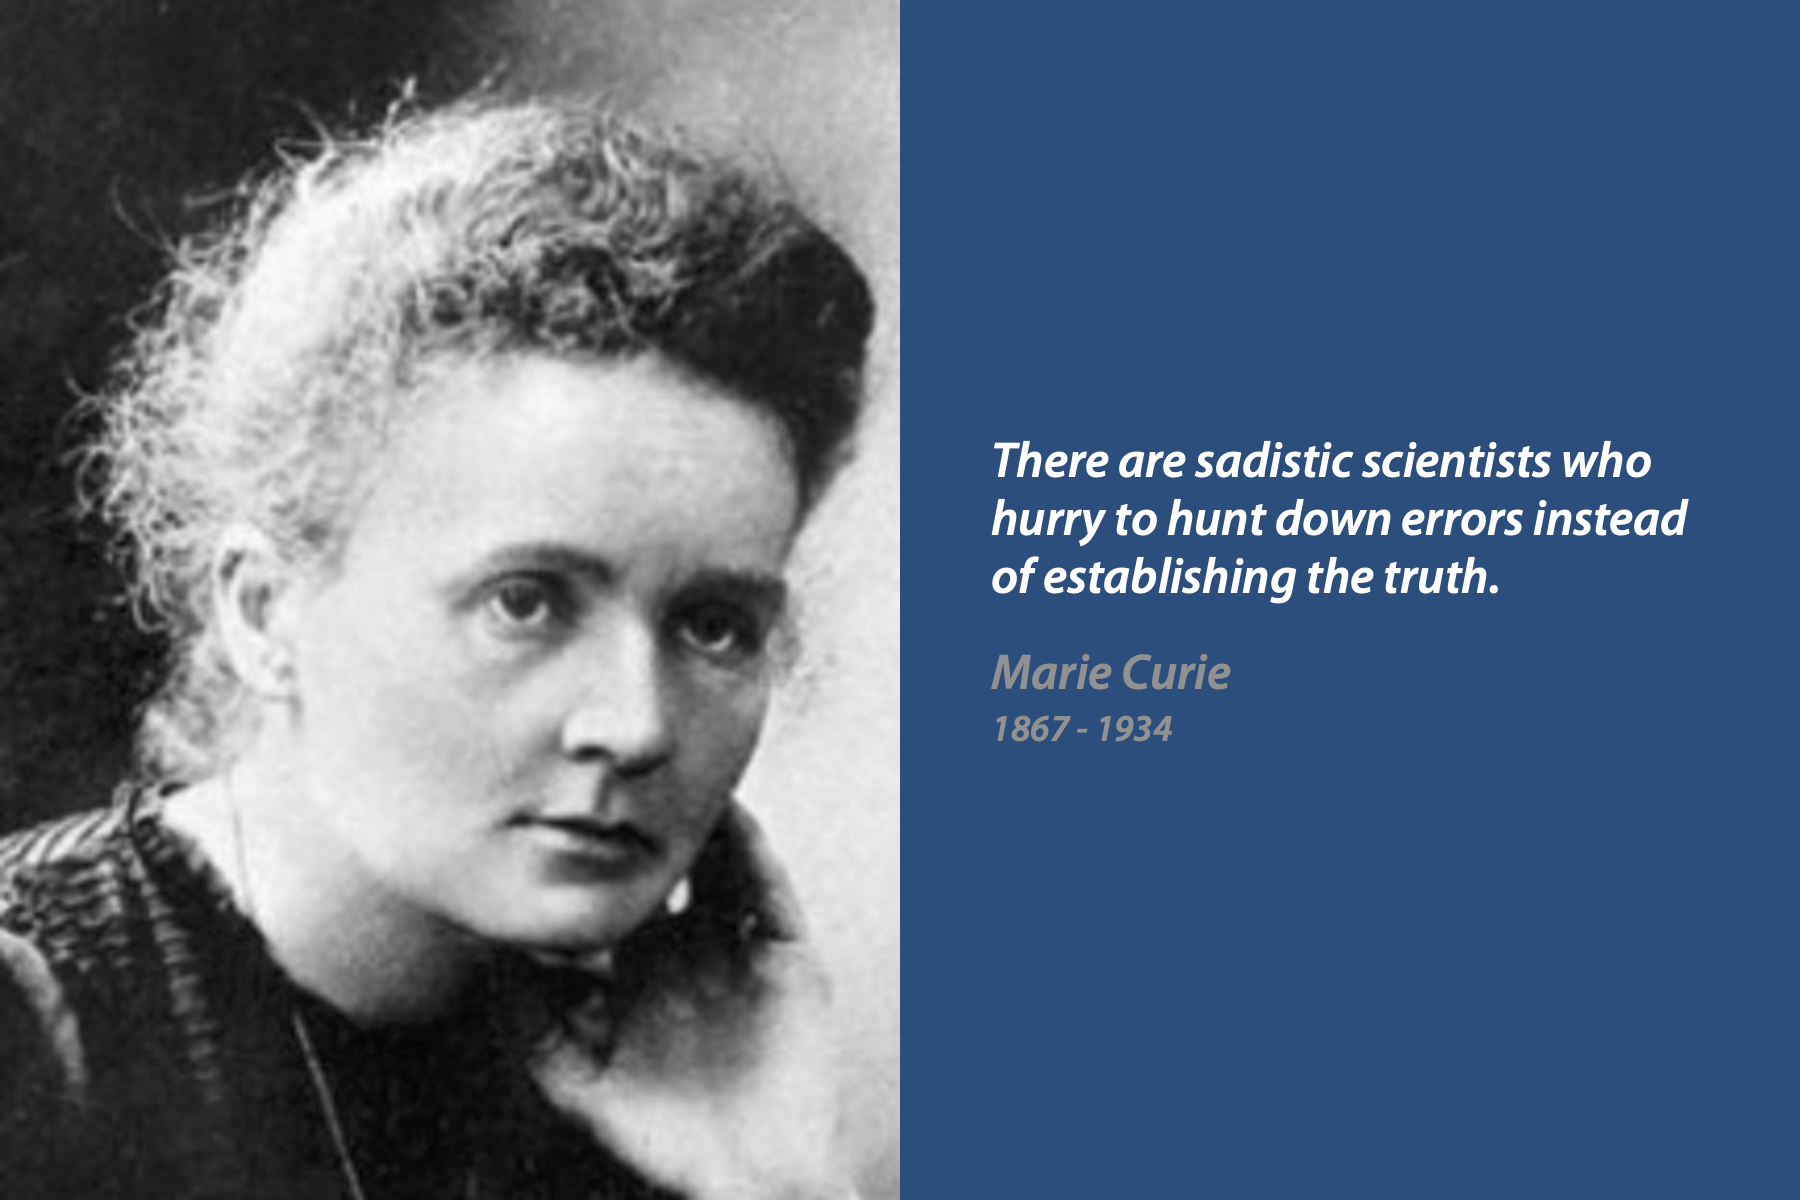 There are sadistic scientists who
hurry to hunt down errors instead
of establishing the truth.
Marie Curie
1867 - 1934